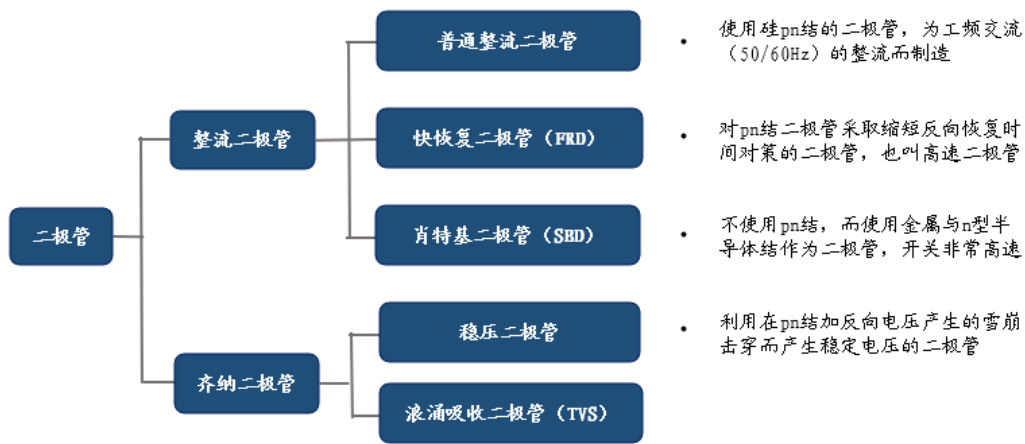 普通整流二极管
使用硅pn结的二极管，为工频交流
（50/60Hz）的整流而制造
整流二极管
快恢复二极管（FRD）
对pn结二极管采取缩短反向恢复时
间对策的二极管，也叫高速二极管
二极管
肖特基二极管（SBD）
不使用pn结，而使用金属与n型半
导体结作为二极管，开关非常高速
稳压二极管
利用在pn结加反向电压产生的雪崩
击穿而产生稳定电压的二极管
齐纳二极管
浪涌吸收二极管（TVS）